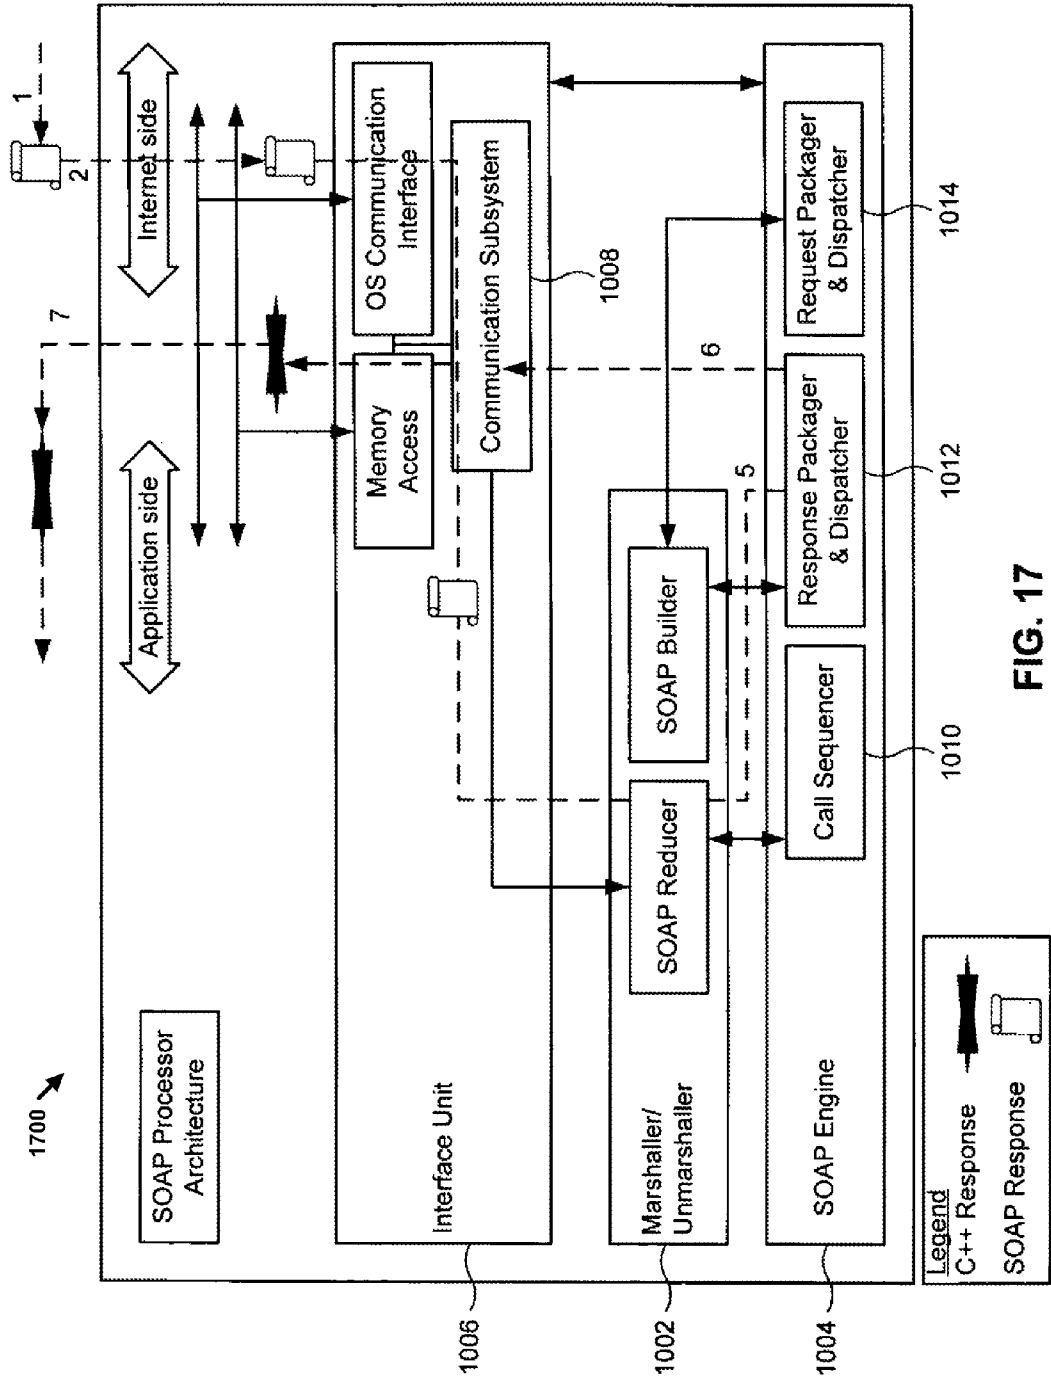 1700
SOAP Processor
Architecture
Application side
Internet side
1
2
7
Interface Unit
Memory
Access
OS Communication
Interface
Communication Subsystem
1008
1006
Marshaller/
Unmarshaller
SOAP Reducer
SOAP Builder
5
6
1002
SOAP Engine
Call Sequencer
Response Packager
& Dispatcher
Request Packager
& Dispatcher
1004
1010
1012
1014
Legend
C++ Response
SOAP Response
FIG. 17